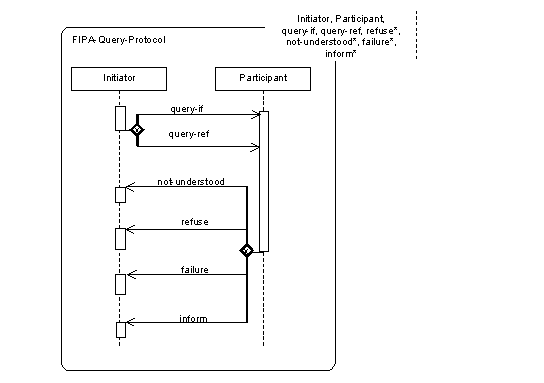 Initiator, Participant,
query-if, query-ref, refuse*,
not-understood*, failure*,
inform*
FIPA-Query-Protocol
Initiator
Participant
query-if
query-ref
not-understood
refuse
failure
inform